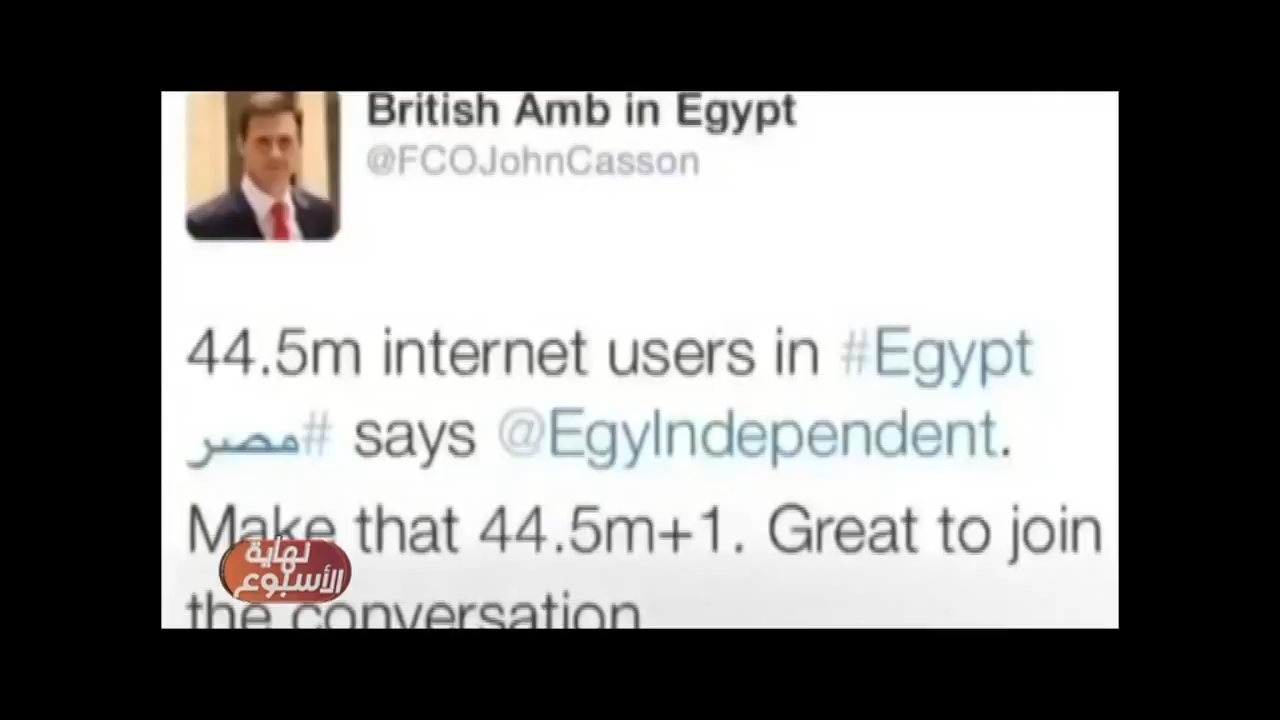 British Amb in Egypt
@FCOJohnCasson
44.5m internet users in #Egypt
#مصر says @EgyIndependent.
Make that 44.5m+1. Great to join
the conversation
نهاية
الأسبوع